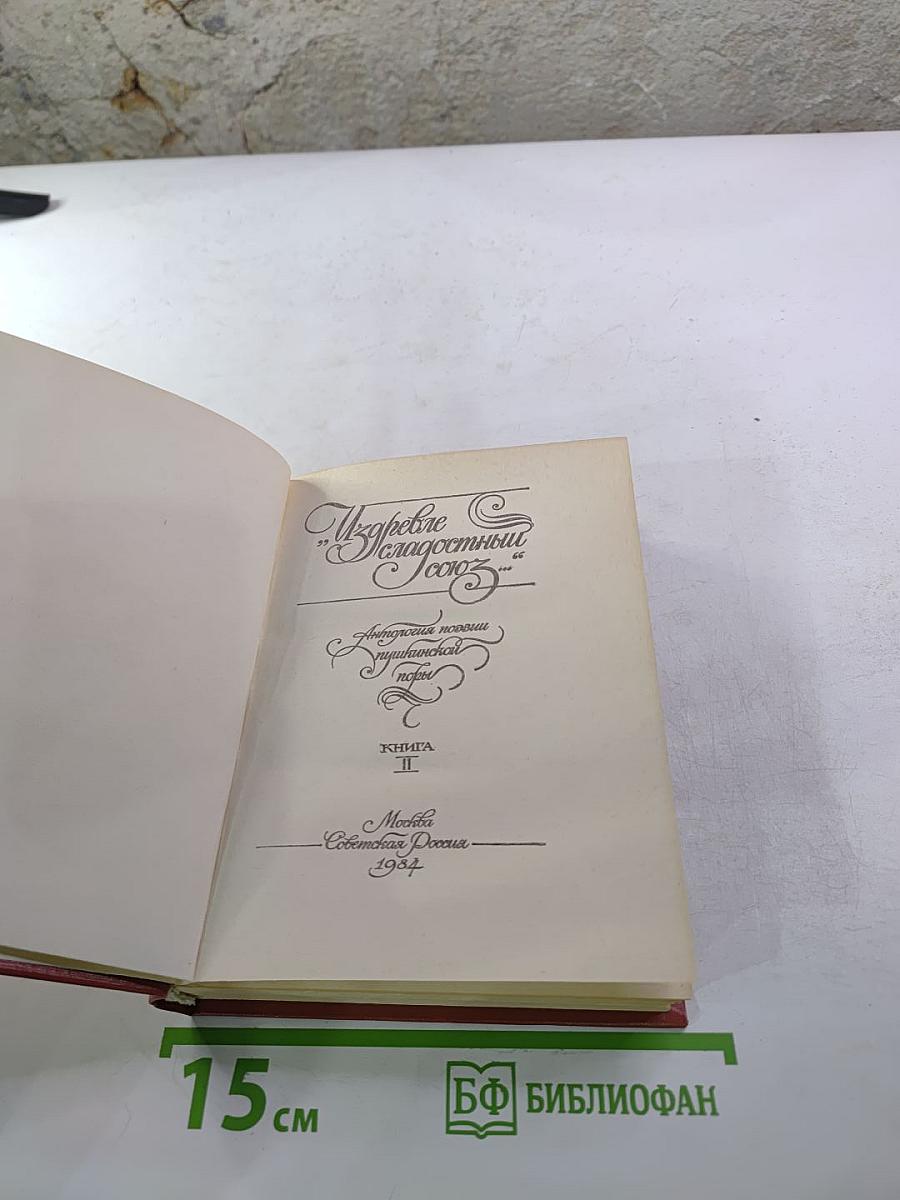 „Издревле
сладостный
союз...“
Антология поэзии
пушкинской
поры
КНИГА
II
Москва
Советская Россия
1984
15 см
БФ БИБЛИОФАН